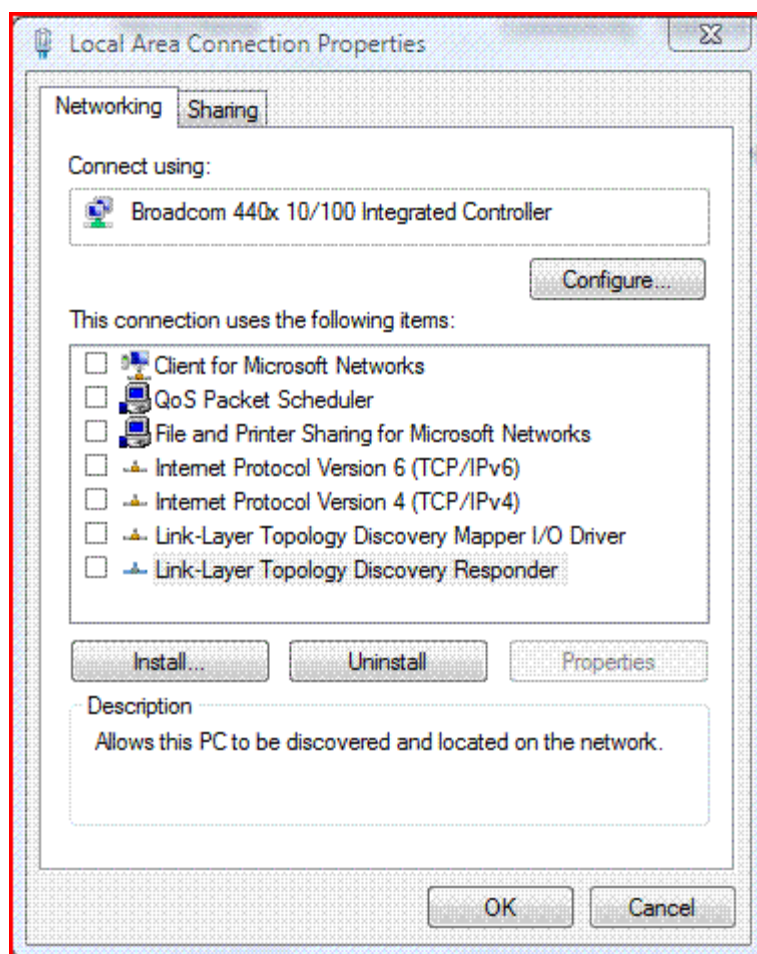 Local Area Connection Properties
Networking
Sharing
Connect using:
Broadcom 440x 10/100 Integrated Controller
Configure...
This connection uses the following items:
Client for Microsoft Networks
QoS Packet Scheduler
File and Printer Sharing for Microsoft Networks
Internet Protocol Version 6 (TCP/IPv6)
Internet Protocol Version 4 (TCP/IPv4)
Link-Layer Topology Discovery Mapper I/O Driver
Link-Layer Topology Discovery Responder
Install...
Uninstall
Properties
Description
Allows this PC to be discovered and located on the network.
OK
Cancel